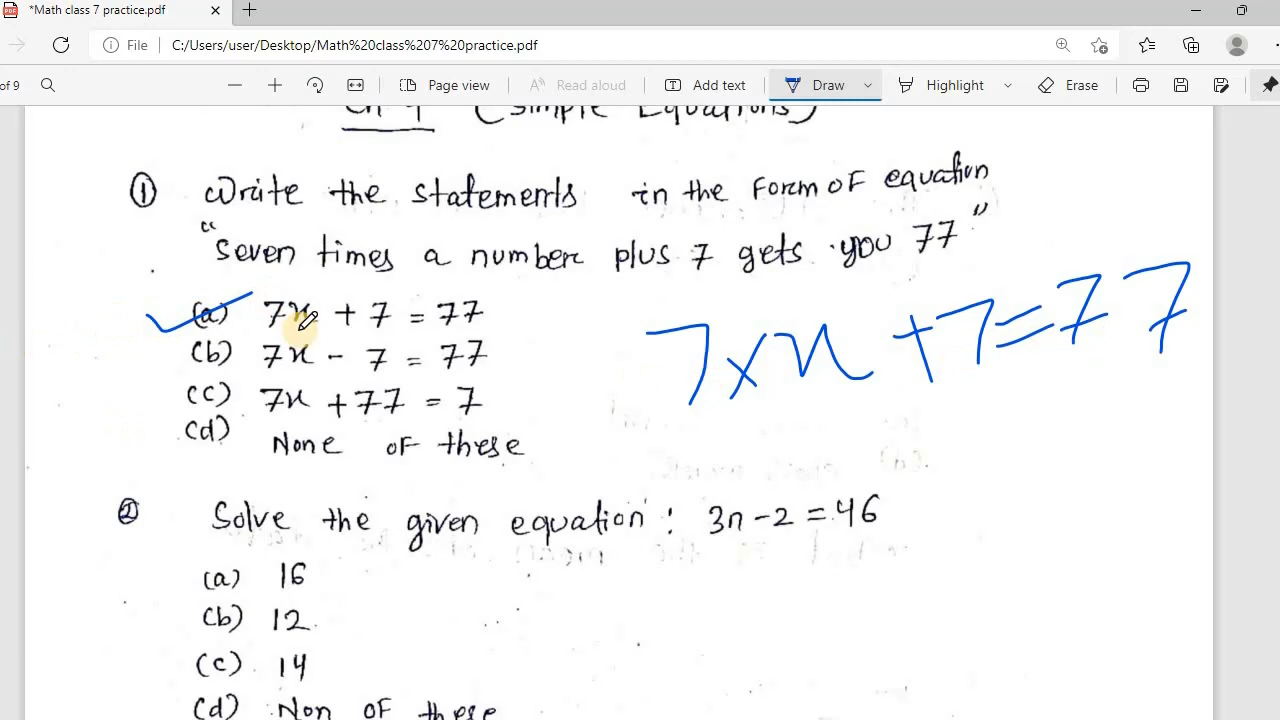 *Math class 7 practice.pdf
File C:/Users/user/Desktop/Math%20class%207%20practice.pdf
of 9 Page view Read aloud Add text Draw Highlight Erase
Ch 4 (Simple Equations)
① Write the statements in the Form OF equation
"Seven times a number plus 7 gets you 77"
(a) 7x + 7 = 77
(b) 7x - 7 = 77
(c) 7x + 77 = 7
(d) None OF these
7 × x + 7 = 77
② Solve the given equation: 3n - 2 = 46
(a) 16
(b) 12
(c) 14
(d) Non OF these